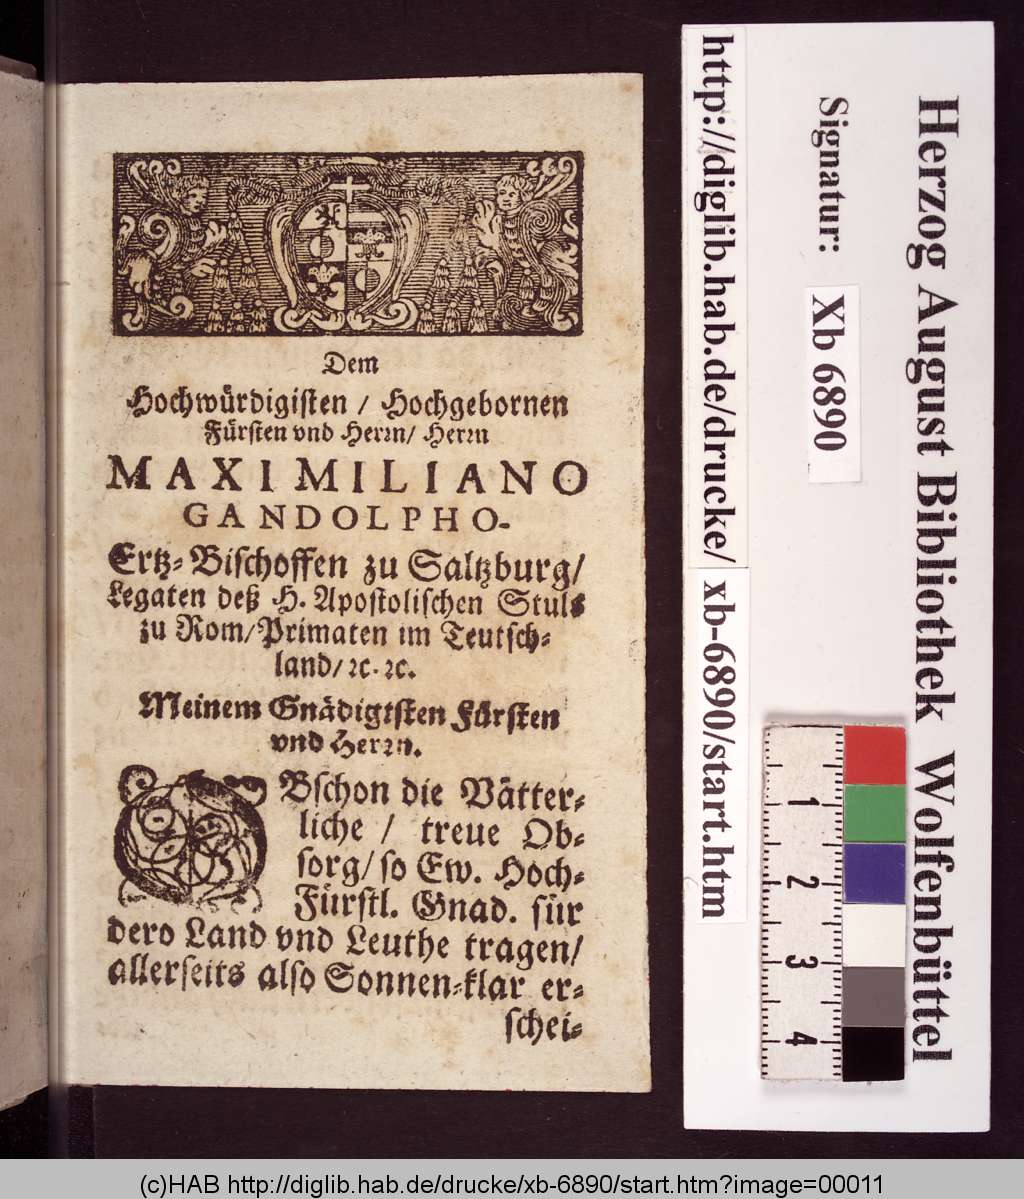 Dem
Hochwürdigisten / Hochgebornen
Fürsten vnd Herrn/ Herrn
MAXIMILIANO
GANDOLPHO-
Ertz-Bischoffen zu Saltzburg/
Legaten deß H. Apostolischen Stuls
zu Rom/Primaten im Teutsch-
land/ ꝛc. ꝛc.
Meinem Gnädigtsten Fürsten
vnd Herrn.
OBschon die Vätter-
liche / treue Ob-
sorg/so Ew. Hoch-
Fürstl. Gnad. für
dero Land vnd Leuthe tragen/
allerseits also Sonnen-klar er-
schei-
Herzog August Bibliothek Wolfenbüttel
Signatur: Xb 6890
http://diglib.hab.de/drucke/ xb-6890/start.htm
1
2
3
4
(c)HAB http://diglib.hab.de/drucke/xb-6890/start.htm?image=00011